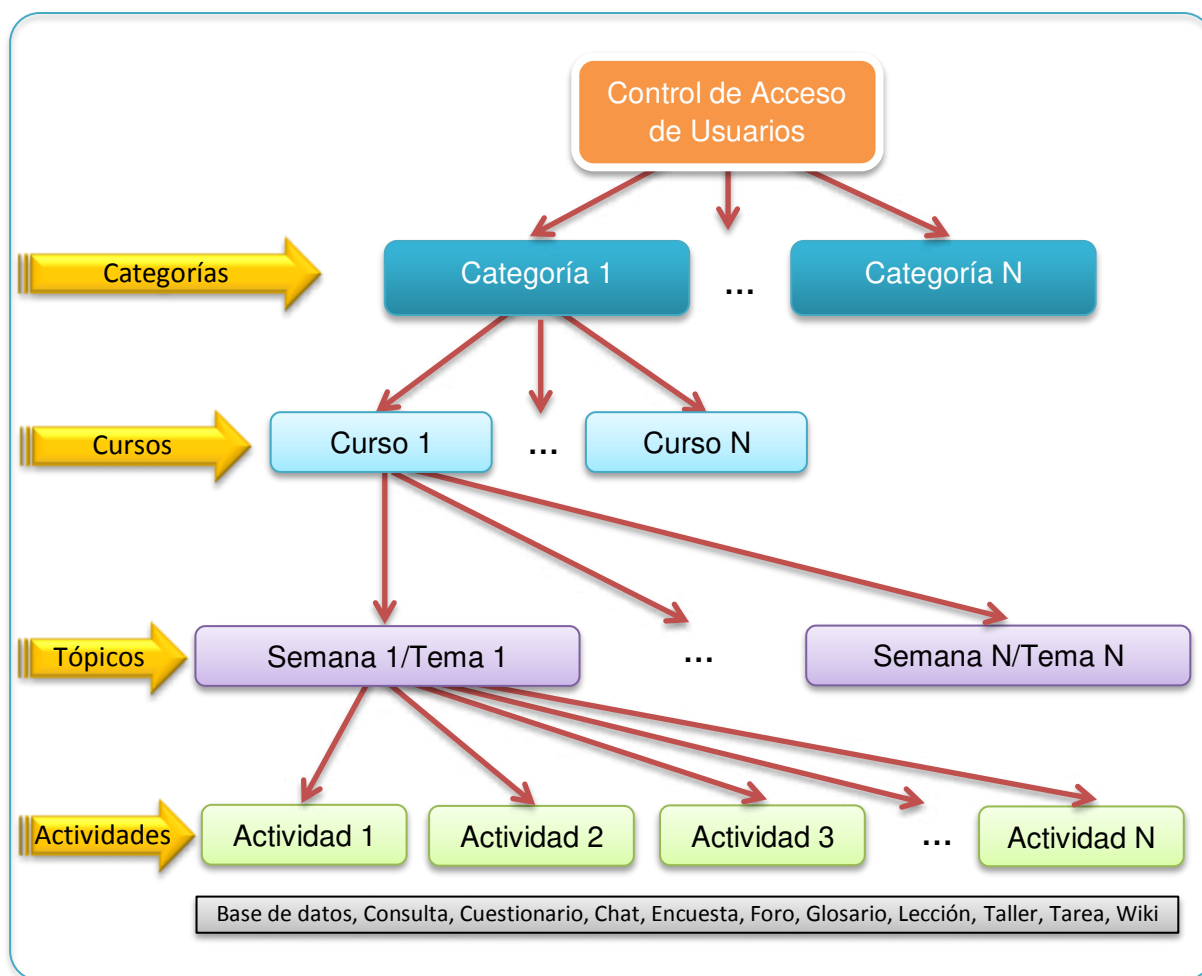 Control de Acceso
de Usuarios
Categorías
Categoría 1
...
Categoría N
Cursos
Curso 1
...
Curso N
Tópicos
Semana 1/Tema 1
...
Semana N/Tema N
Actividades
Actividad 1
Actividad 2
Actividad 3
...
Actividad N
Base de datos, Consulta, Cuestionario, Chat, Encuesta, Foro, Glosario, Lección, Taller, Tarea, Wiki